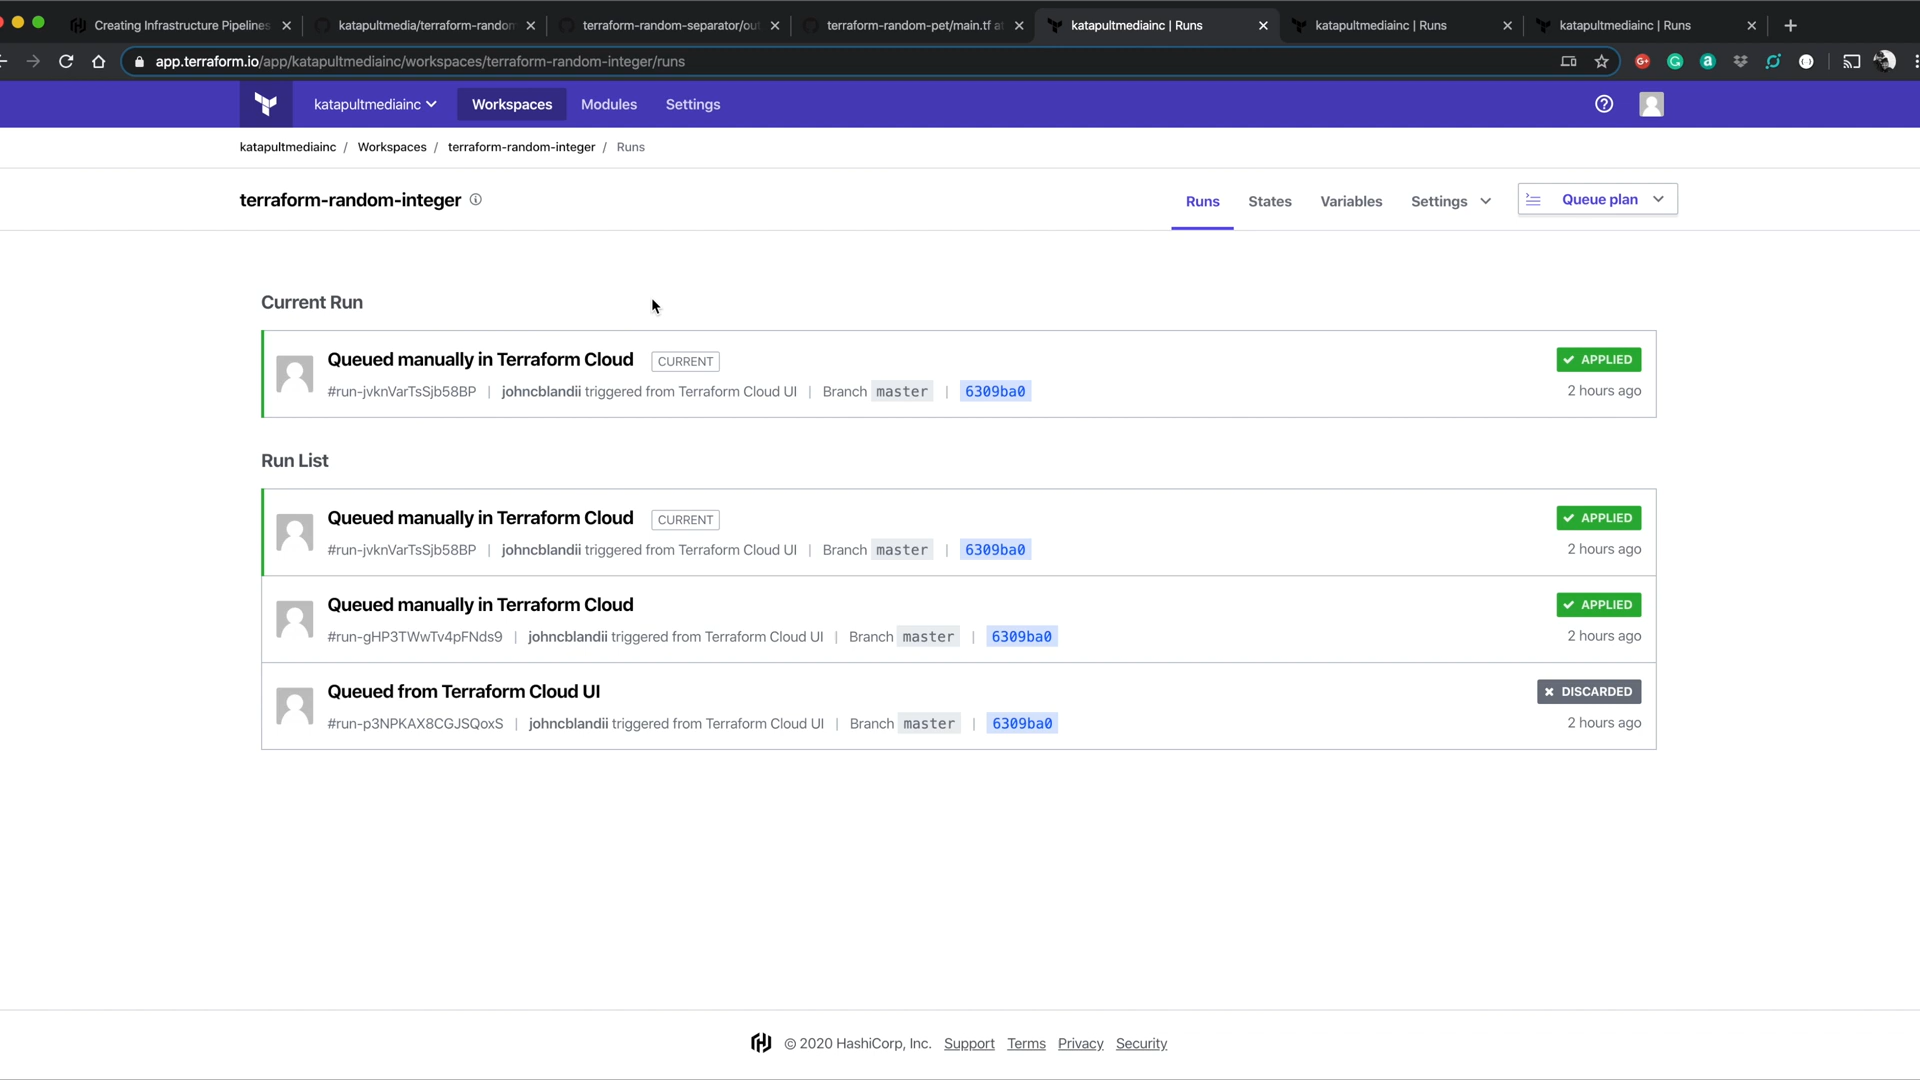 Creating Infrastructure Pipelines
katapultmedia/terraform-random
terraform-random-separator/out
terraform-random-pet/main.tf at
katapultmediainc | Runs
katapultmediainc | Runs
katapultmediainc | Runs
app.terraform.io/app/katapultmediainc/workspaces/terraform-random-integer/runs
katapultmediainc
Workspaces
Modules
Settings
katapultmediainc / Workspaces / terraform-random-integer / Runs
terraform-random-integer
Runs
States
Variables
Settings
Queue plan
Current Run
Queued manually in Terraform Cloud CURRENT
APPLIED
#run-jvknVarTsSjb58BP | johncblandii triggered from Terraform Cloud UI | Branch master | 6309ba0
2 hours ago
Run List
Queued manually in Terraform Cloud CURRENT
APPLIED
#run-jvknVarTsSjb58BP | johncblandii triggered from Terraform Cloud UI | Branch master | 6309ba0
2 hours ago
Queued manually in Terraform Cloud
APPLIED
#run-gHP3TWwTv4pFNds9 | johncblandii triggered from Terraform Cloud UI | Branch master | 6309ba0
2 hours ago
Queued from Terraform Cloud UI
DISCARDED
#run-p3NPKAX8CGJSQoxS | johncblandii triggered from Terraform Cloud UI | Branch master | 6309ba0
2 hours ago
© 2020 HashiCorp, Inc. Support Terms Privacy Security